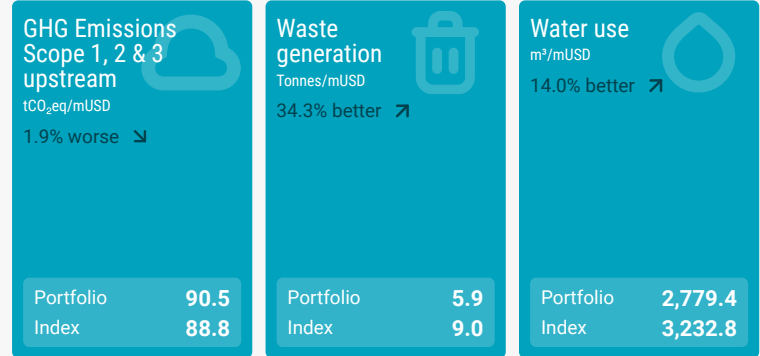 GHG Emissions
Scope 1, 2 & 3
upstream
tCO₂eq/mUSD
1.9% worse
Portfolio 90.5
Index 88.8
Waste
generation
Tonnes/mUSD
34.3% better
Portfolio 5.9
Index 9.0
Water use
m³/mUSD
14.0% better
Portfolio 2,779.4
Index 3,232.8